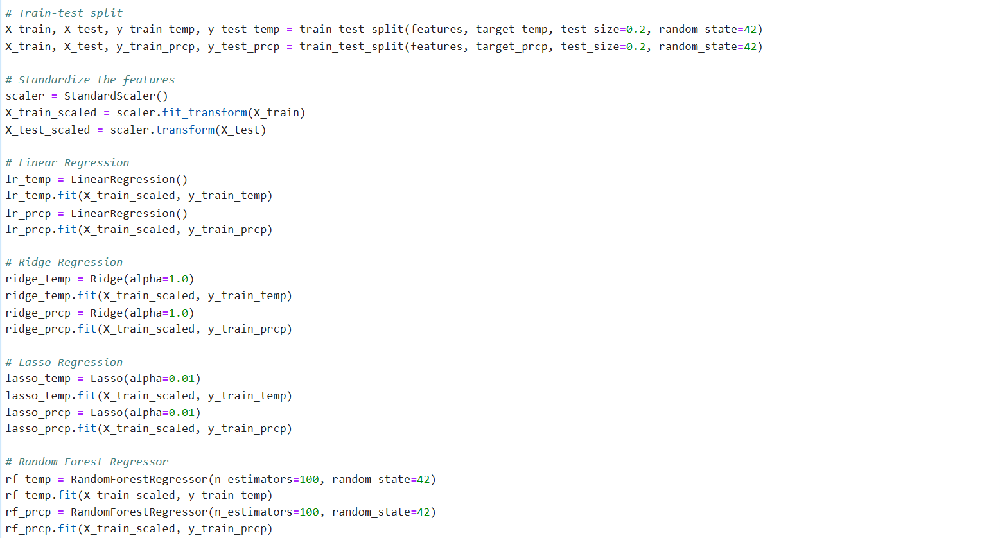 # Train-test split
X_train, X_test, y_train_temp, y_test_temp = train_test_split(features, target_temp, test_size=0.2, random_state=42)
X_train, X_test, y_train_prcp, y_test_prcp = train_test_split(features, target_prcp, test_size=0.2, random_state=42)

# Standardize the features
scaler = StandardScaler()
X_train_scaled = scaler.fit_transform(X_train)
X_test_scaled = scaler.transform(X_test)

# Linear Regression
lr_temp = LinearRegression()
lr_temp.fit(X_train_scaled, y_train_temp)
lr_prcp = LinearRegression()
lr_prcp.fit(X_train_scaled, y_train_prcp)

# Ridge Regression
ridge_temp = Ridge(alpha=1.0)
ridge_temp.fit(X_train_scaled, y_train_temp)
ridge_prcp = Ridge(alpha=1.0)
ridge_prcp.fit(X_train_scaled, y_train_prcp)

# Lasso Regression
lasso_temp = Lasso(alpha=0.01)
lasso_temp.fit(X_train_scaled, y_train_temp)
lasso_prcp = Lasso(alpha=0.01)
lasso_prcp.fit(X_train_scaled, y_train_prcp)

# Random Forest Regressor
rf_temp = RandomForestRegressor(n_estimators=100, random_state=42)
rf_temp.fit(X_train_scaled, y_train_temp)
rf_prcp = RandomForestRegressor(n_estimators=100, random_state=42)
rf_prcp.fit(X_train_scaled, y_train_prcp)